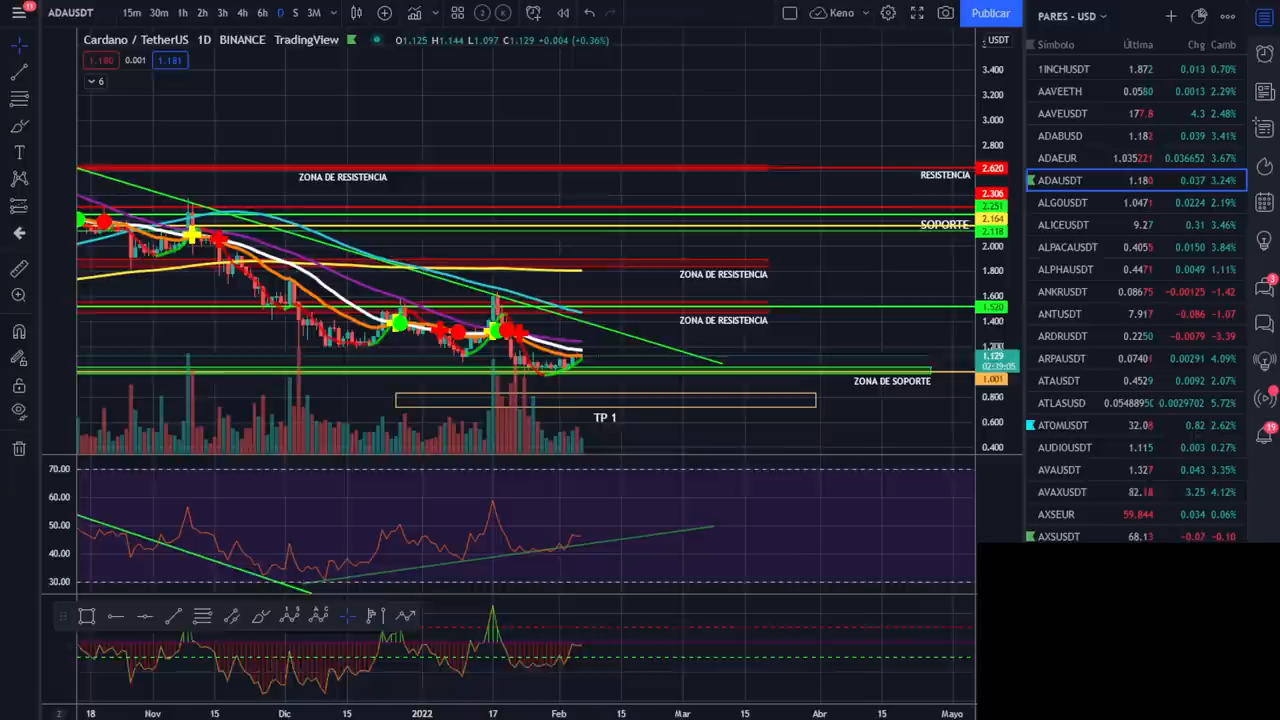 11 ADAUSDT 15m 30m 1h 2h 3h 4h 6h D S 3M 2 K Keno Publicar
Cardano / TetherUS 1D BINANCE TradingView O1.125 H1.144 L1.097 C1.129 +0.004 (+0.36%)
1.180 0.001 1.181
6
USDT
3.400
3.200
3.000
2.800
2.620
2.306
2.251
2.164
2.118
2.000
1.800
1.600
1.520
1.400
1.200
1.129
02:39:05
1.001
0.800
0.600
0.400
ZONA DE RESISTENCIA
RESISTENCIA
SOPORTE
ZONA DE RESISTENCIA
ZONA DE RESISTENCIA
ZONA DE SOPORTE
TP 1
70.00
60.00
50.00
40.00
30.00
18 Nov 15 Dic 15 2022 17 Feb 15 Mar 15 Abr 15 Mayo
PARES - USD
Símbolo Última Chg Camb
1INCHUSDT 1.872 0.013 0.70%
AAVEETH 0.0580 0.0013 2.29%
AAVEUSDT 177.8 4.3 2.48%
ADABUSD 1.182 0.039 3.41%
ADAEUR 1.035221 0.036652 3.67%
ADAUSDT 1.180 0.037 3.24%
ALGOUSDT 1.0471 0.0224 2.19%
ALICEUSDT 9.27 0.31 3.46%
ALPACAUSDT 0.4055 0.0150 3.84%
ALPHAUSDT 0.4471 0.0049 1.11%
ANKRUSDT 0.08675 -0.00125 -1.42
ANTUSDT 7.917 -0.086 -1.07
ARDRUSDT 0.2250 -0.0079 -3.39
ARPAUSDT 0.07401 0.00291 4.09%
ATAUSDT 0.4529 0.0092 2.07%
ATLASUSD 0.0548895 0.0029702 5.72%
ATOMUSDT 32.08 0.82 2.62%
AUDIOUSDT 1.115 0.003 0.27%
AVAUSDT 1.327 0.043 3.35%
AVAXUSDT 82.18 3.25 4.12%
AXSEUR 59.844 0.034 0.06%
AXSUSDT 68.13 -0.07 -0.10
3
19